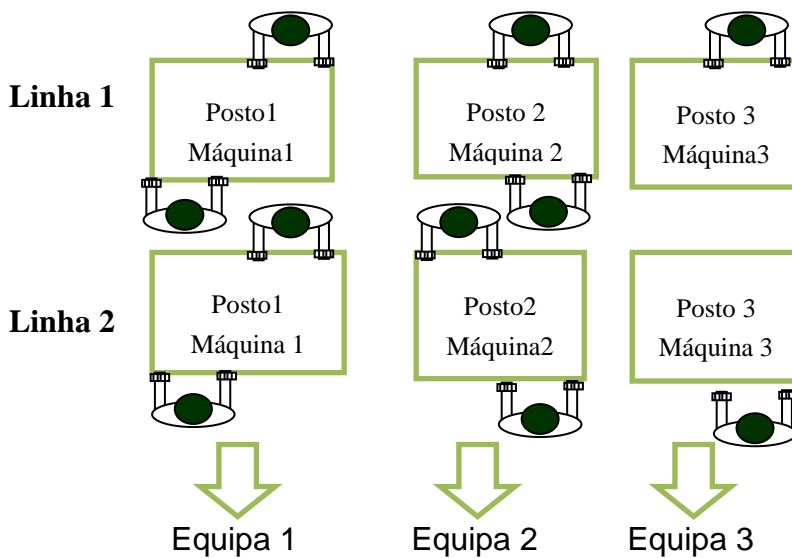 Linha 1
Posto1
Máquina1
Posto 2
Máquina 2
Posto 3
Máquina3
Linha 2
Posto1
Máquina 1
Posto2
Máquina2
Posto 3
Máquina 3
Equipa 1
Equipa 2
Equipa 3